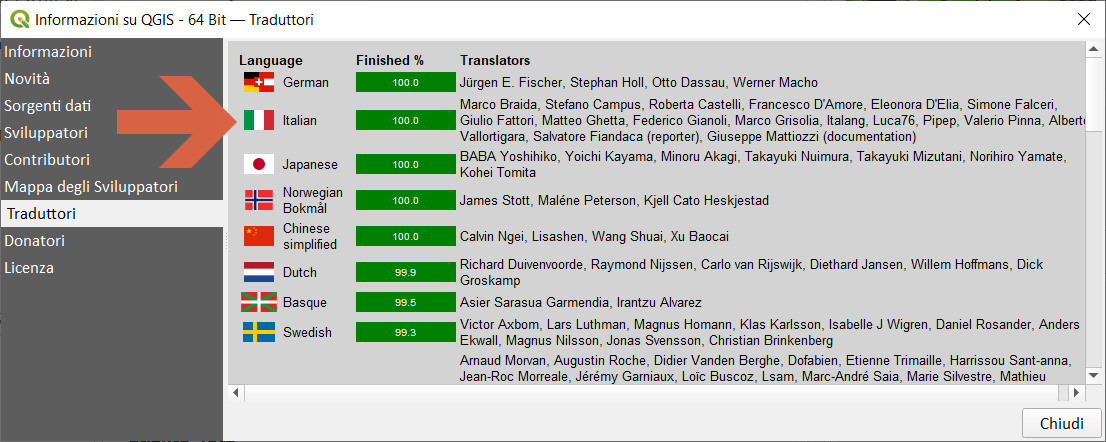 Informazioni su QGIS - 64 Bit — Traduttori
Informazioni
Novità
Sorgenti dati
Sviluppatori
Contributori
Mappa degli Sviluppatori
Traduttori
Donatori
Licenza
Language Finished % Translators
German 100.0 Jürgen E. Fischer, Stephan Holl, Otto Dassau, Werner Macho
Marco Braida, Stefano Campus, Roberta Castelli, Francesco D'Amore, Eleonora D'Elia, Simone Falceri,
Italian 100.0 Giulio Fattori, Matteo Ghetta, Federico Gianoli, Marco Grisolia, Italang, Luca76, Pipep, Valerio Pinna, Alberto
Vallortigara, Salvatore Fiandaca (reporter), Giuseppe Mattiozzi (documentation)
Japanese 100.0 BABA Yoshihiko, Yoichi Kayama, Minoru Akagi, Takayuki Nuimura, Takayuki Mizutani, Norihiro Yamate,
Kohei Tomita
Norwegian
Bokmål 100.0 James Stott, Maléne Peterson, Kjell Cato Heskjestad
Chinese
simplified 100.0 Calvin Ngei, Lisashen, Wang Shuai, Xu Baocai
Dutch 99.9 Richard Duivenvoorde, Raymond Nijssen, Carlo van Rijswijk, Diethard Jansen, Willem Hoffmans, Dick
Groskamp
Basque 99.5 Asier Sarasua Garmendia, Irantzu Alvarez
Swedish 99.3 Victor Axbom, Lars Luthman, Magnus Homann, Klas Karlsson, Isabelle J Wigren, Daniel Rosander, Anders
Ekwall, Magnus Nilsson, Jonas Svensson, Christian Brinkenberg
Arnaud Morvan, Augustin Roche, Didier Vanden Berghe, Dofabien, Etienne Trimaille, Harrissou Sant-anna,
Jean-Roc Morreale, Jérémy Garniaux, Loïc Buscoz, Lsam, Marc-André Saia, Marie Silvestre, Mathieu
Chiudi